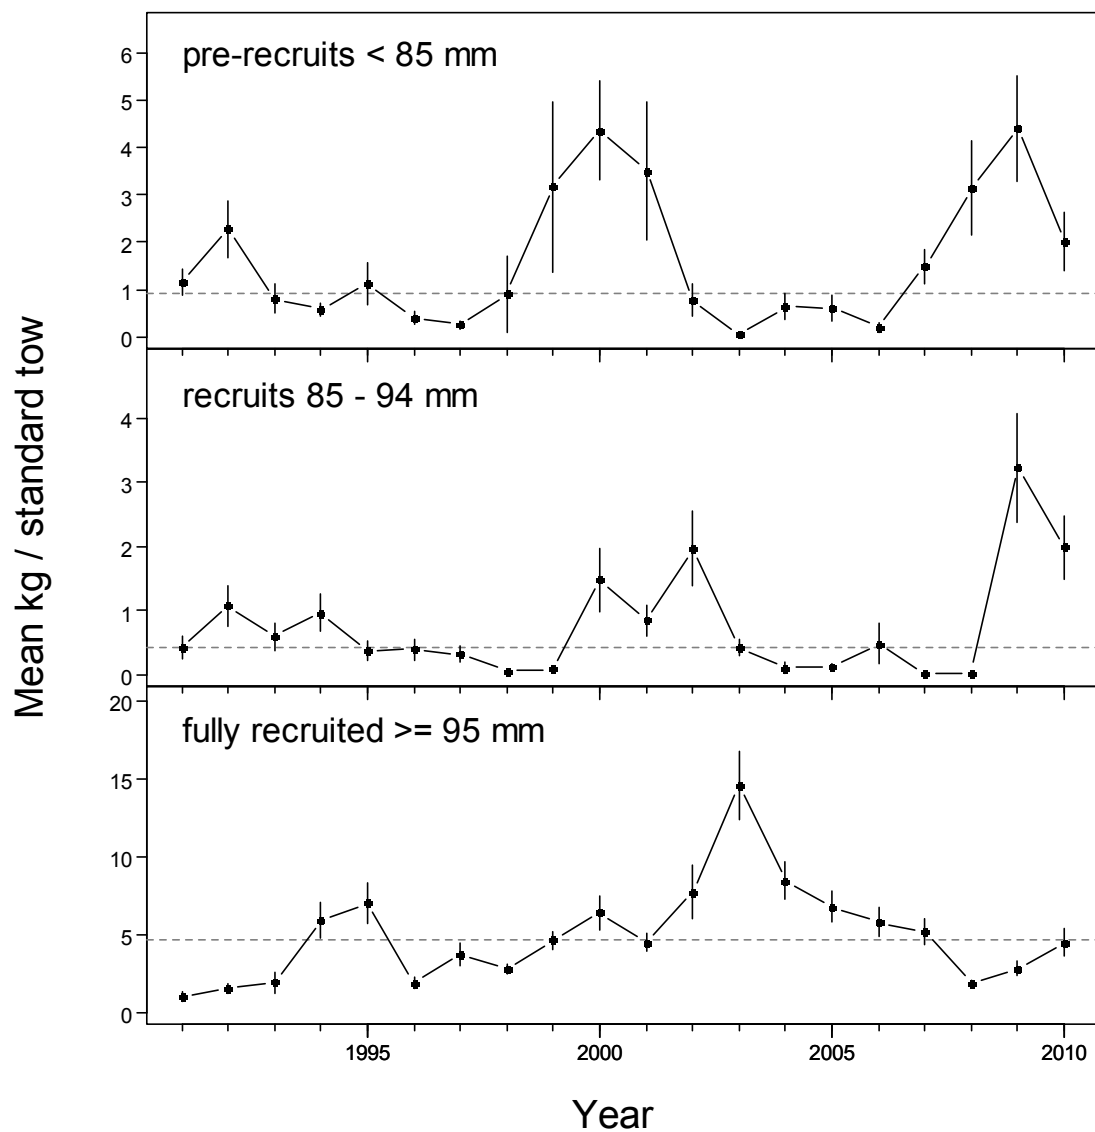 Mean kg / standard tow
pre-recruits < 85 mm
6
5
4
3
2
1
0
recruits 85 - 94 mm
4
3
2
1
0
fully recruited >= 95 mm
20
15
10
5
0
1995 2000 2005 2010
Year